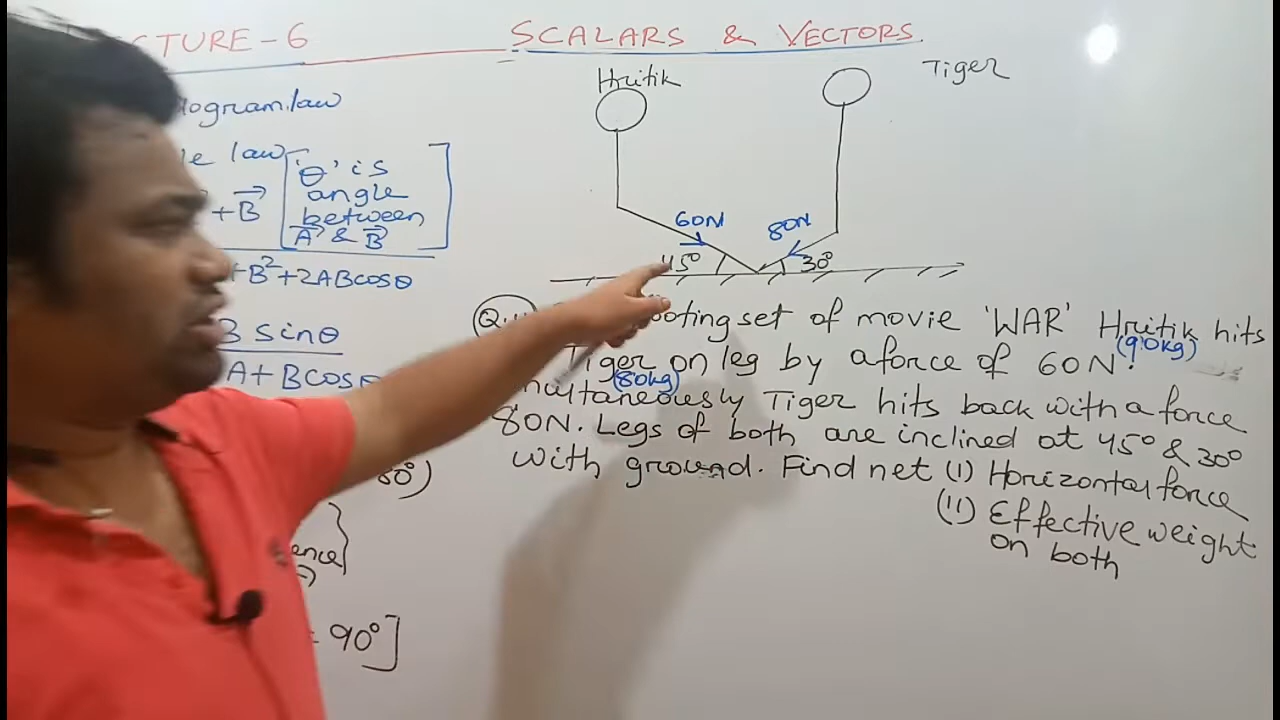 CTURE-6
SCALARS & VECTORS.
Hritik
Tiger
logram law
le law
'θ' is
angle
between
A⃗ & B⃗
+ B⃗
+B²+2ABcosθ
B sinθ
A+Bcosθ
ence
= 90°]
60N
80N
45°
30°
ooting set of movie 'WAR' Hritik hits
(90kg)
Tiger on leg by a force of 60N.
(80kg)
multaneously Tiger hits back with a force
80N. Legs of both are inclined at 45° & 30°
with ground. Find net (I) Horizontal force
(II) Effective weight
on both